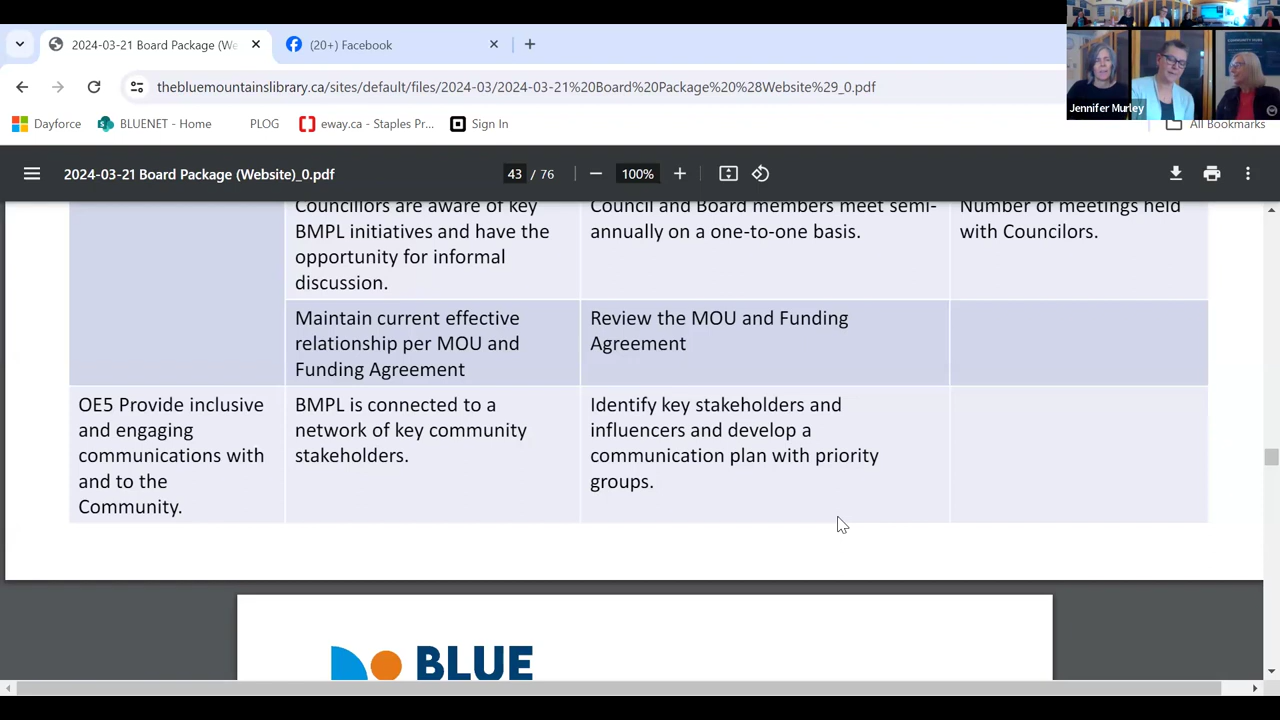 2024-03-21 Board Package (We
(20+) Facebook
thebluemountainslibrary.ca/sites/default/files/2024-03/2024-03-21%20Board%20Package%20%28Website%29_0.pdf
Dayforce
BLUENET - Home
PLOG
eway.ca - Staples Pr...
Sign In
All Bookmarks
Jennifer Murley
2024-03-21 Board Package (Website)_0.pdf
43 / 76
100%
Councillors are aware of key
BMPL initiatives and have the
opportunity for informal
discussion.
Council and Board members meet semi-
annually on a one-to-one basis.
Number of meetings held
with Councilors.
Maintain current effective
relationship per MOU and
Funding Agreement
Review the MOU and Funding
Agreement
OE5 Provide inclusive
and engaging
communications with
and to the
Community.
BMPL is connected to a
network of key community
stakeholders.
Identify key stakeholders and
influencers and develop a
communication plan with priority
groups.
BLUE